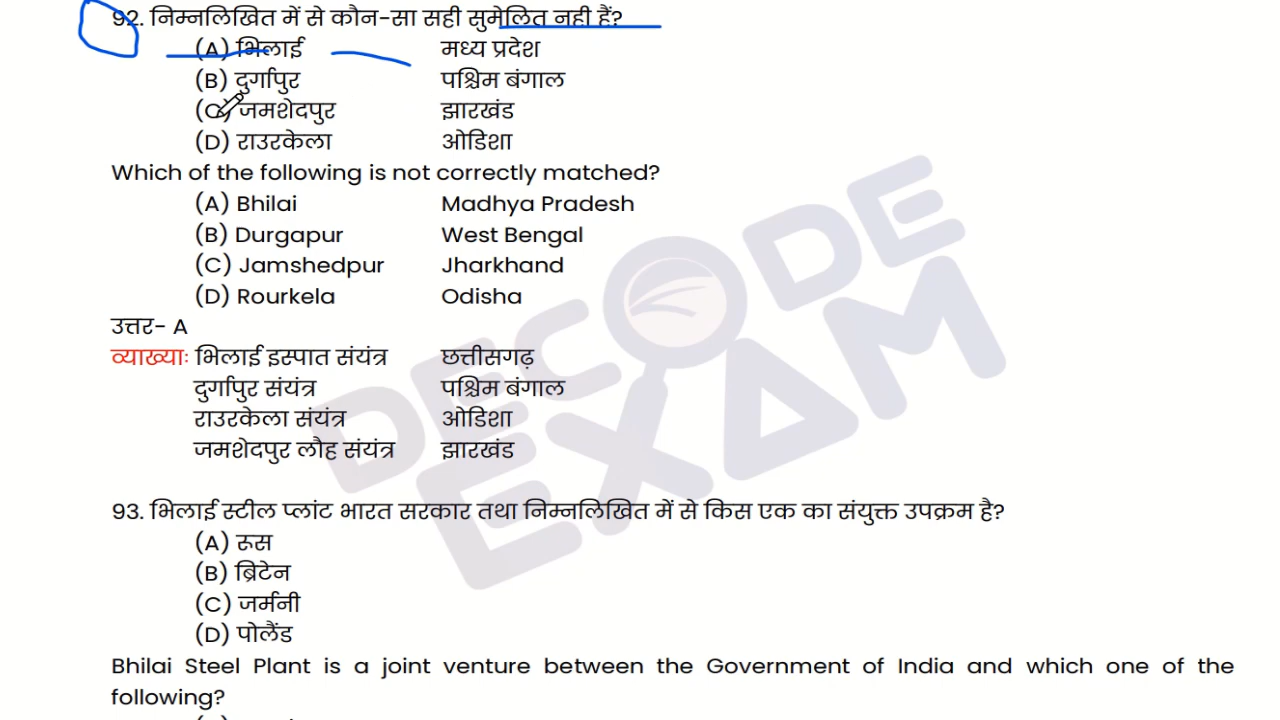 92. निम्नलिखित में से कौन-सा सही सुमेलित नही हैं?
(A) भिलाई मध्य प्रदेश
(B) दुर्गापुर पश्चिम बंगाल
(C) जमशेदपुर झारखंड
(D) राउरकेला ओडिशा
Which of the following is not correctly matched?
(A) Bhilai Madhya Pradesh
(B) Durgapur West Bengal
(C) Jamshedpur Jharkhand
(D) Rourkela Odisha
उत्तर- A
व्याख्याः भिलाई इस्पात संयंत्र छत्तीसगढ़
दुर्गापुर संयंत्र पश्चिम बंगाल
राउरकेला संयंत्र ओडिशा
जमशेदपुर लौह संयंत्र झारखंड
DECODE
EXAM
93. भिलाई स्टील प्लांट भारत सरकार तथा निम्नलिखित में से किस एक का संयुक्त उपक्रम है?
(A) रूस
(B) ब्रिटेन
(C) जर्मनी
(D) पोलैंड
Bhilai Steel Plant is a joint venture between the Government of India and which one of the
following?